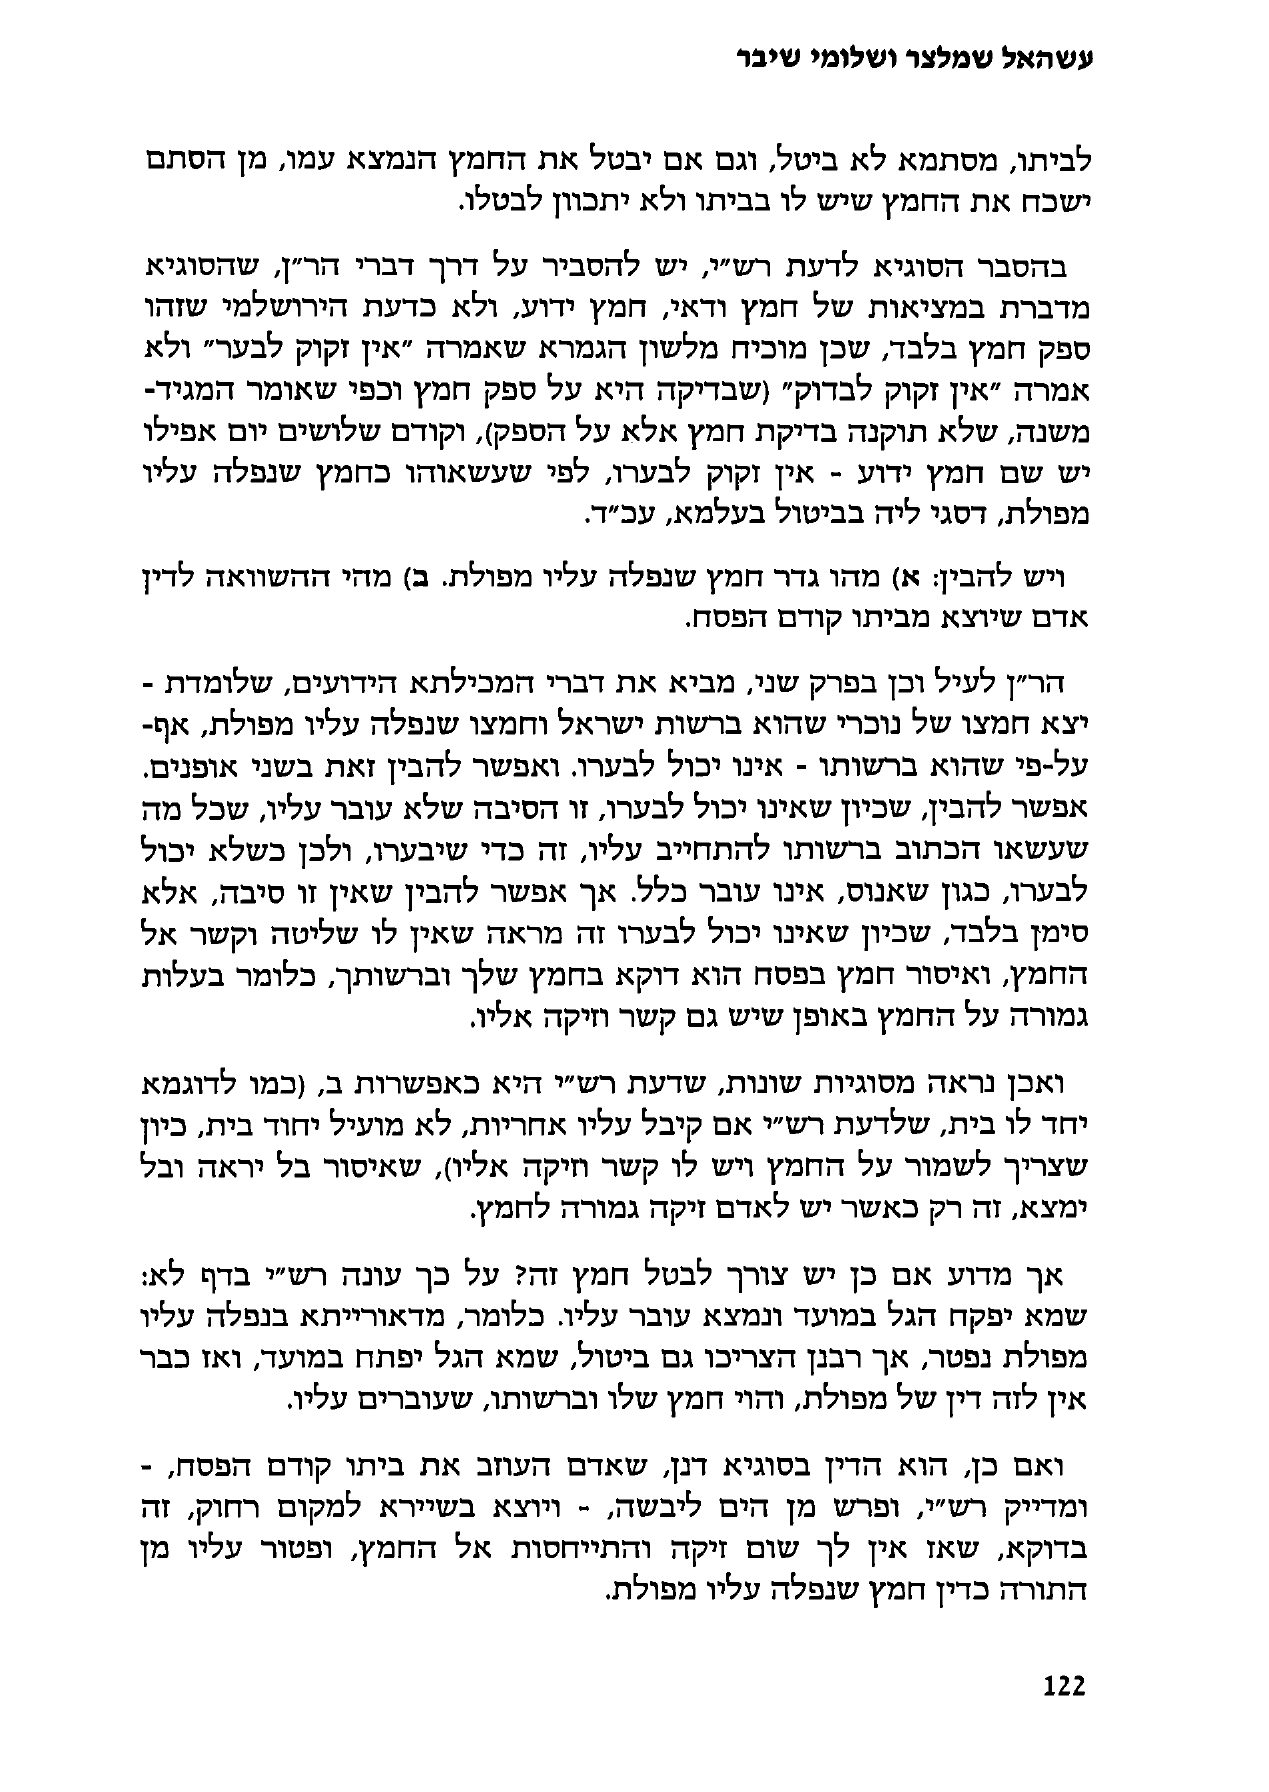 עשהאל שמלצר ושלומי שיבר
לביתו, מסתמא לא ביטל, וגם אם יבטל את החמץ הנמצא עמו, מן הסתם
ישכח את החמץ שיש לו בביתו ולא יתכוון לבטלו.
בהסבר הסוגיא לדעת רש״י, יש להסביר על דרך דברי הר״ן, שהסוגיא
מדברת במציאות של חמץ ודאי, חמץ ידוע, ולא כדעת הירושלמי שזהו
ספק חמץ בלבד, שכן מוכיח מלשון הגמרא שאמרה ״אין זקוק לבער״ ולא
אמרה ״אין זקוק לבדוק״ (שבדיקה היא על ספק חמץ וכפי שאומר המגיד-
משנה, שלא תוקנה בדיקת חמץ אלא על הספק), וקודם שלושים יום אפילו
יש שם חמץ ידוע - אין זקוק לבערו, לפי שעשאוהו כחמץ שנפלה עליו
מפולת, דסגי ליה בביטול בעלמא, עכ״ד.
ויש להבין: א) מהו גדר חמץ שנפלה עליו מפולת. ב) מהי ההשוואה לדין
אדם שיוצא מביתו קודם הפסח.
הר״ן לעיל וכן בפרק שני, מביא את דברי המכילתא הידועים, שלומדת -
יצא חמצו של נוכרי שהוא ברשות ישראל וחמצו שנפלה עליו מפולת, אף-
על-פי שהוא ברשותו - אינו יכול לבערו. ואפשר להבין זאת בשני אופנים.
אפשר להבין, שכיון שאינו יכול לבערו, זו הסיבה שלא עובר עליו, שכל מה
שעשאו הכתוב ברשותו להתחייב עליו, זה כדי שיבערו, ולכן כשלא יכול
לבערו, כגון שאנוס, אינו עובר כלל. אך אפשר להבין שאין זו סיבה, אלא
סימן בלבד, שכיון שאינו יכול לבערו זה מראה שאין לו שליטה וקשר אל
החמץ, ואיסור חמץ בפסח הוא דוקא בחמץ שלך וברשותך, כלומר בעלות
גמורה על החמץ באופן שיש גם קשר וזיקה אליו.
ואכן נראה מסוגיות שונות, שדעת רש״י היא כאפשרות ב, (כמו לדוגמא
יחד לו בית, שלדעת רש״י אם קיבל עליו אחריות, לא מועיל יחוד בית, כיון
שצריך לשמור על החמץ ויש לו קשר וזיקה אליו), שאיסור בל יראה ובל
ימצא, זה רק כאשר יש לאדם זיקה גמורה לחמץ.
אך מדוע אם כן יש צורך לבטל חמץ זה? על כך עונה רש״י בדף לא:
שמא יפקח הגל במועד ונמצא עובר עליו. כלומר, מדאורייתא בנפלה עליו
מפולת נפטר, אך רבנן הצריכו גם ביטול, שמא הגל יפתח במועד, ואז כבר
אין לזה דין של מפולת, והוי חמץ שלו וברשותו, שעוברים עליו.
ואם כן, הוא הדין בסוגיא דנן, שאדם העוזב את ביתו קודם הפסח, -
ומדייק רש״י, ופרש מן הים ליבשה, - ויוצא בשיירא למקום רחוק, זה
בדוקא, שאז אין לך שום זיקה והתייחסות אל החמץ, ופטור עליו מן
התורה כדין חמץ שנפלה עליו מפולת.
122